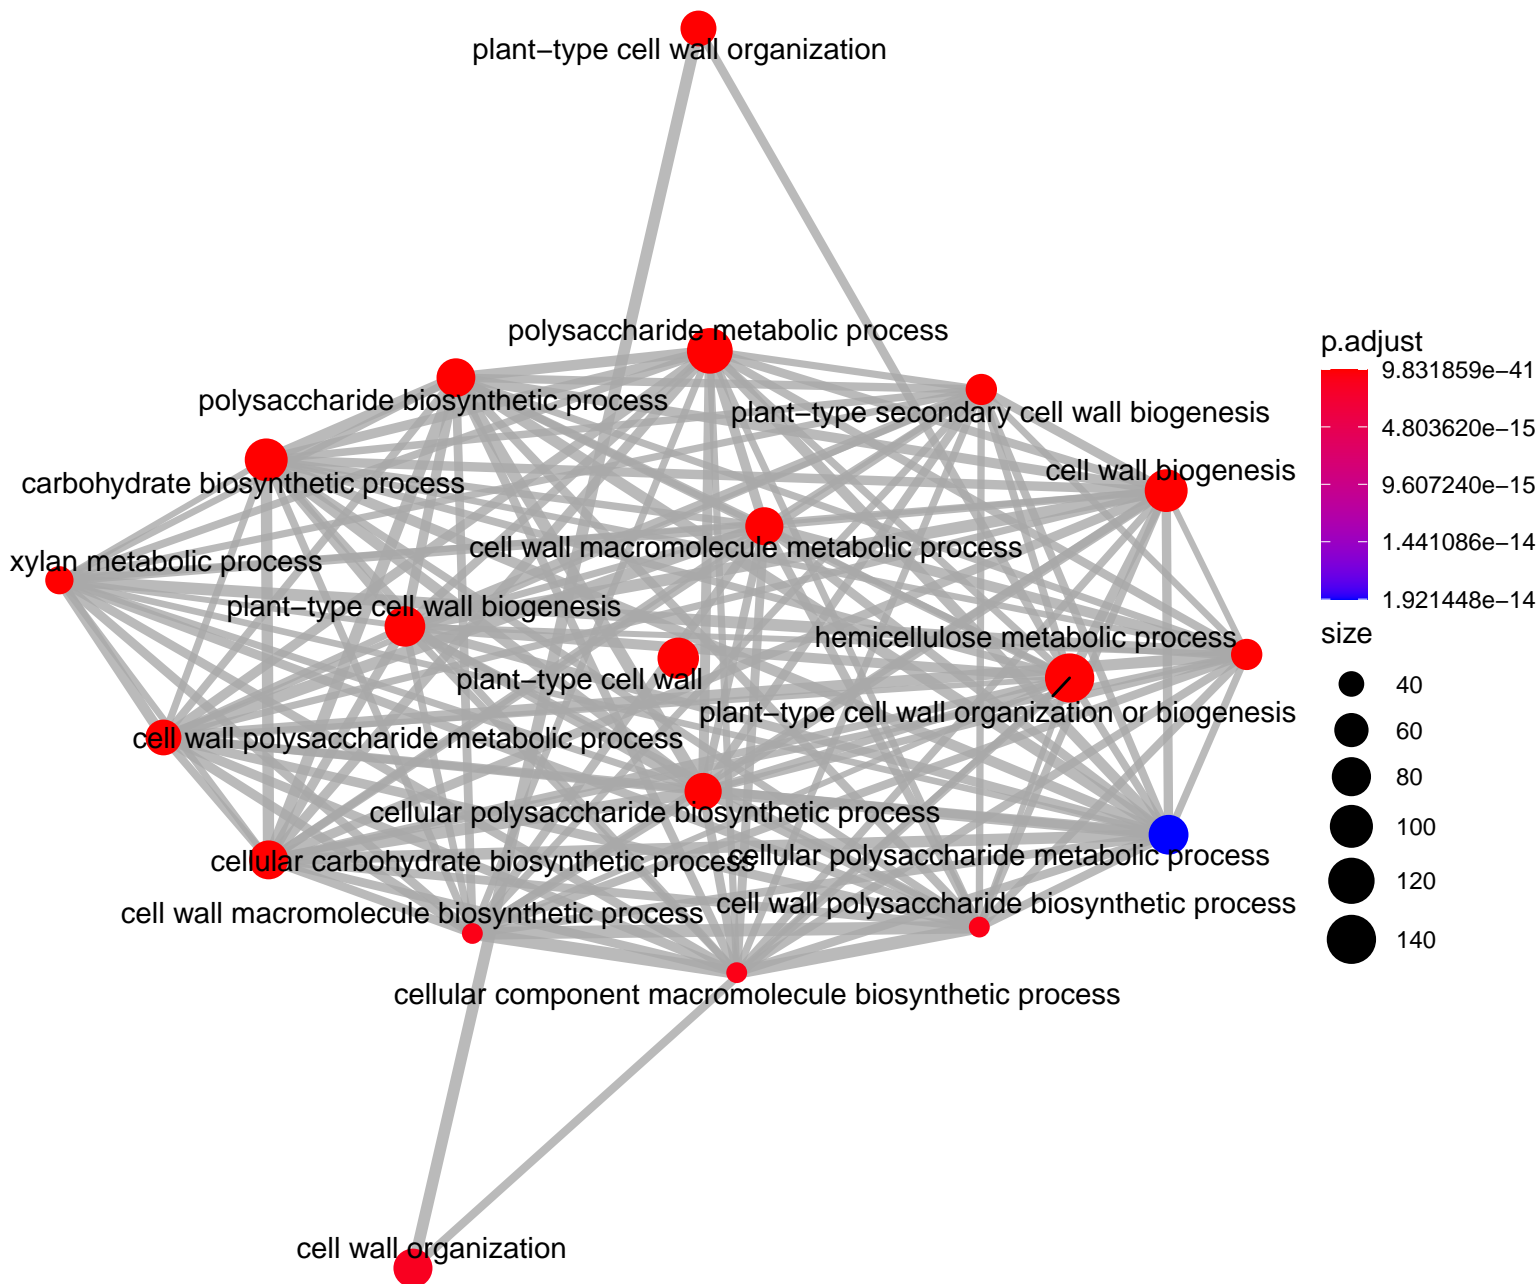 plant−type cell wall organization
polysaccharide metabolic process
polysaccharide biosynthetic process
plant−type secondary cell wall biogenesis
carbohydrate biosynthetic process
cell wall biogenesis
cell wall macromolecule metabolic process
xylan metabolic process
plant−type cell wall biogenesis
hemicellulose metabolic process
plant−type cell wall
plant−type cell wall organization or biogenesis
cell wall polysaccharide metabolic process
cellular polysaccharide biosynthetic process
cellular carbohydrate biosynthetic process
cellular polysaccharide metabolic process
cell wall macromolecule biosynthetic process
cell wall polysaccharide biosynthetic process
cellular component macromolecule biosynthetic process
cell wall organization
p.adjust
9.831859e−41
4.803620e−15
9.607240e−15
1.441086e−14
1.921448e−14
size
40
60
80
100
120
140